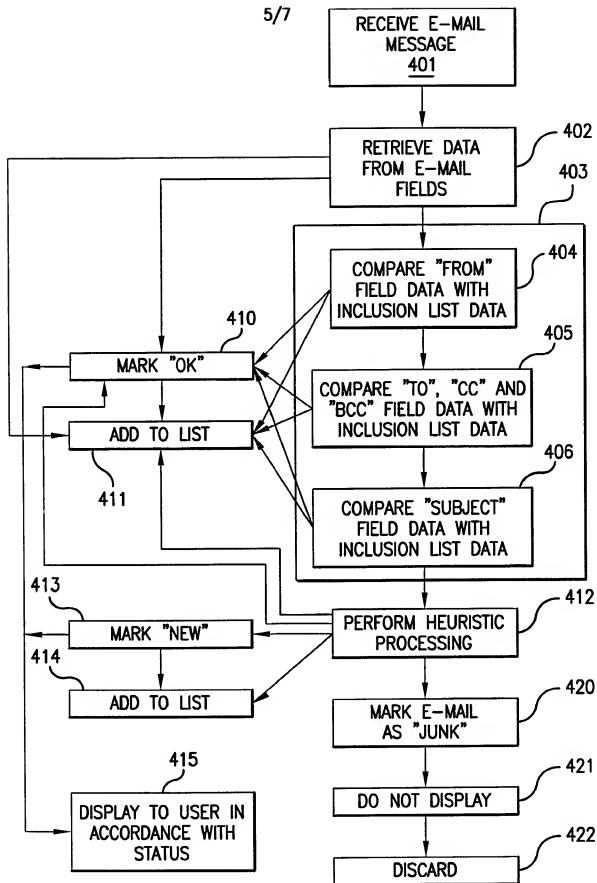 5/7
RECEIVE E-MAIL
MESSAGE
401
RETRIEVE DATA
FROM E-MAIL
FIELDS
402
403
COMPARE "FROM"
FIELD DATA WITH
INCLUSION LIST DATA
404
410
MARK "OK"
405
COMPARE "TO", "CC" AND
"BCC" FIELD DATA WITH
INCLUSION LIST DATA
ADD TO LIST
411
406
COMPARE "SUBJECT"
FIELD DATA WITH
INCLUSION LIST DATA
413
MARK "NEW"
412
PERFORM HEURISTIC
PROCESSING
414
ADD TO LIST
MARK E-MAIL
AS "JUNK"
420
415
DISPLAY TO USER IN
ACCORDANCE WITH
STATUS
DO NOT DISPLAY
421
DISCARD
422